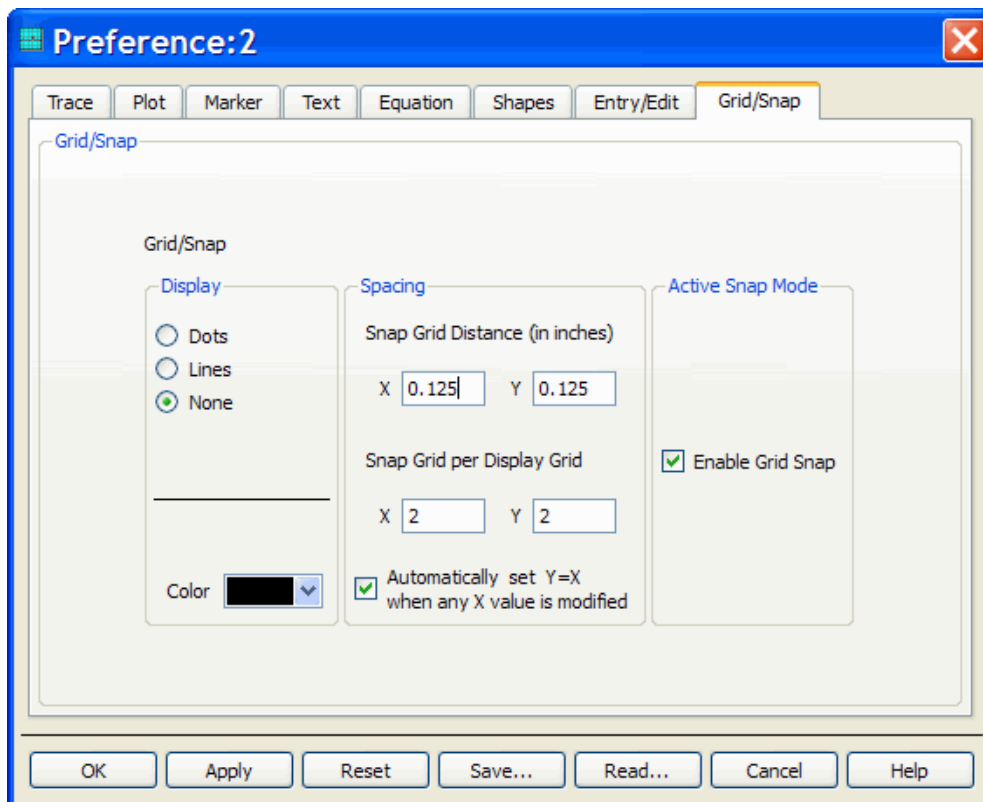 Preference:2
Trace Plot Marker Text Equation Shapes Entry/Edit Grid/Snap
Grid/Snap
Grid/Snap
Display
Dots
Lines
None
Color
Spacing
Snap Grid Distance (in inches)
X 0.125 Y 0.125
Snap Grid per Display Grid
X 2 Y 2
Automatically set Y=X
when any X value is modified
Active Snap Mode
Enable Grid Snap
OK Apply Reset Save... Read... Cancel Help